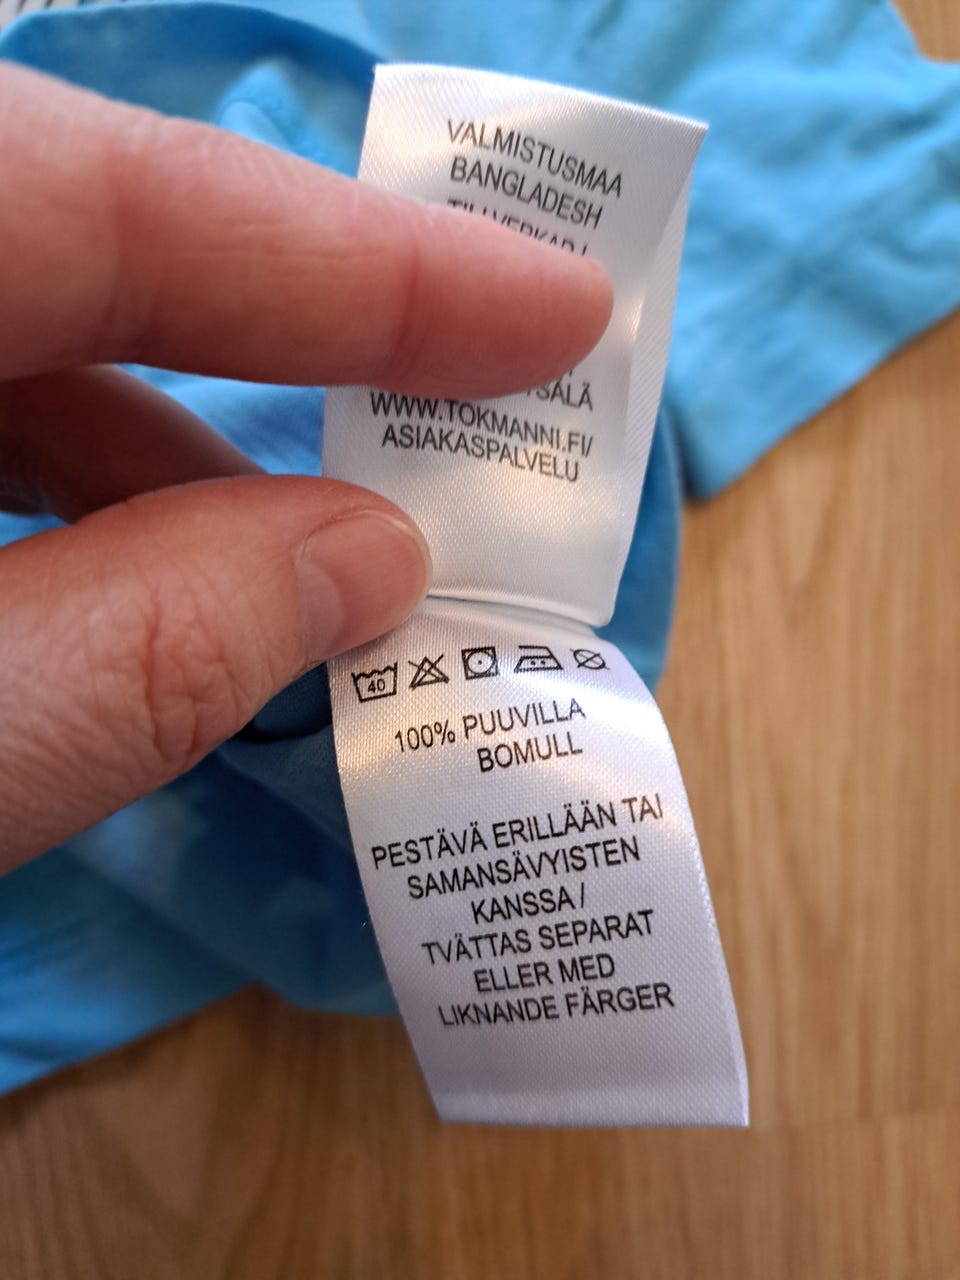 VALMISTUSMAA
BANGLADESH
TILLVERKAD /
WWW.TOKMANNI.FI/
ASIAKASPALVELU
40
100% PUUVILLA
BOMULL
PESTÄVÄ ERILLÄÄN TAI
SAMANSÄVYISTEN
KANSSA /
TVÄTTAS SEPARAT
ELLER MED
LIKNANDE FÄRGER